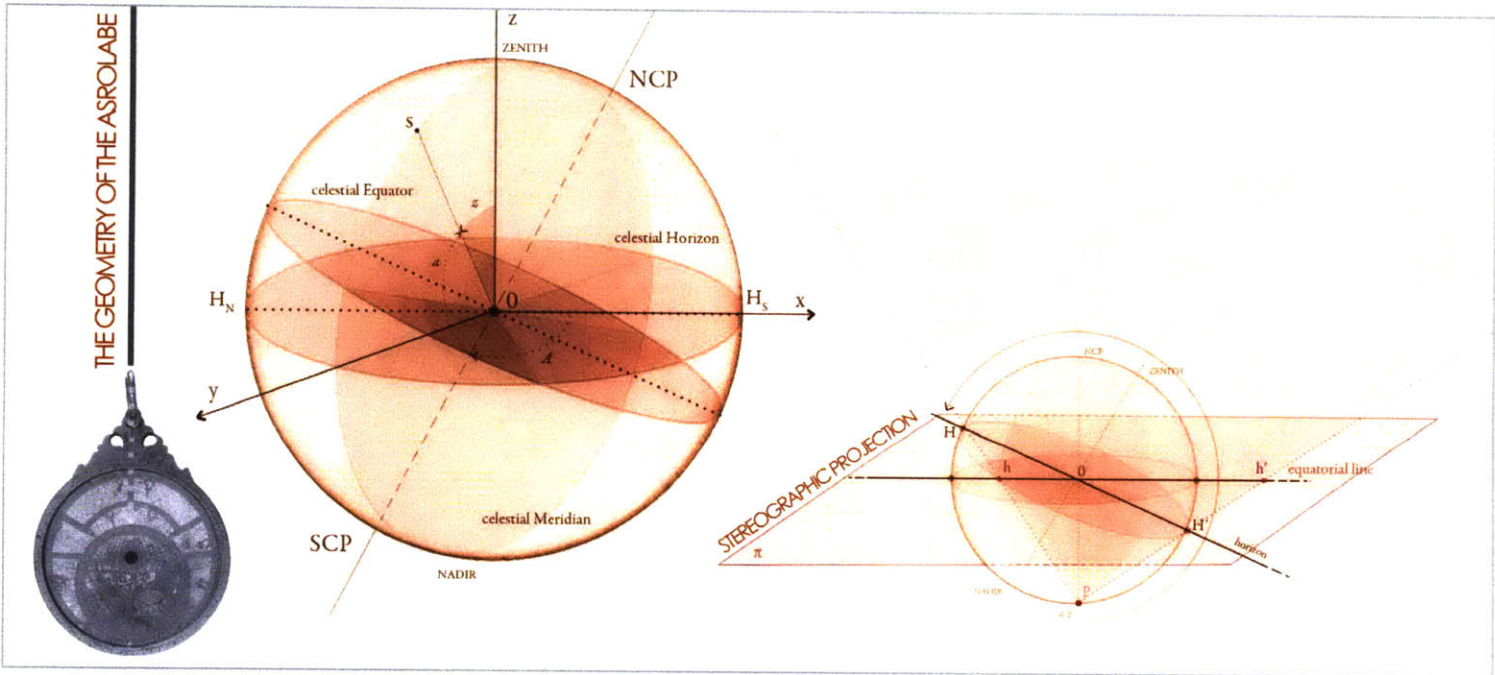 THE GEOMETRY OF THE ASROLABE
Z
ZENITH
NCP
S
celestial Equator
z
celestial Horizon
a
H_N
0
H_S
x
A
y
celestial Meridian
SCP
NADIR
STEREOGRAPHIC PROJECTION
π
NCP
ZENITH
H
h
0
h'
equatorial line
H'
horizon
NADIR
P